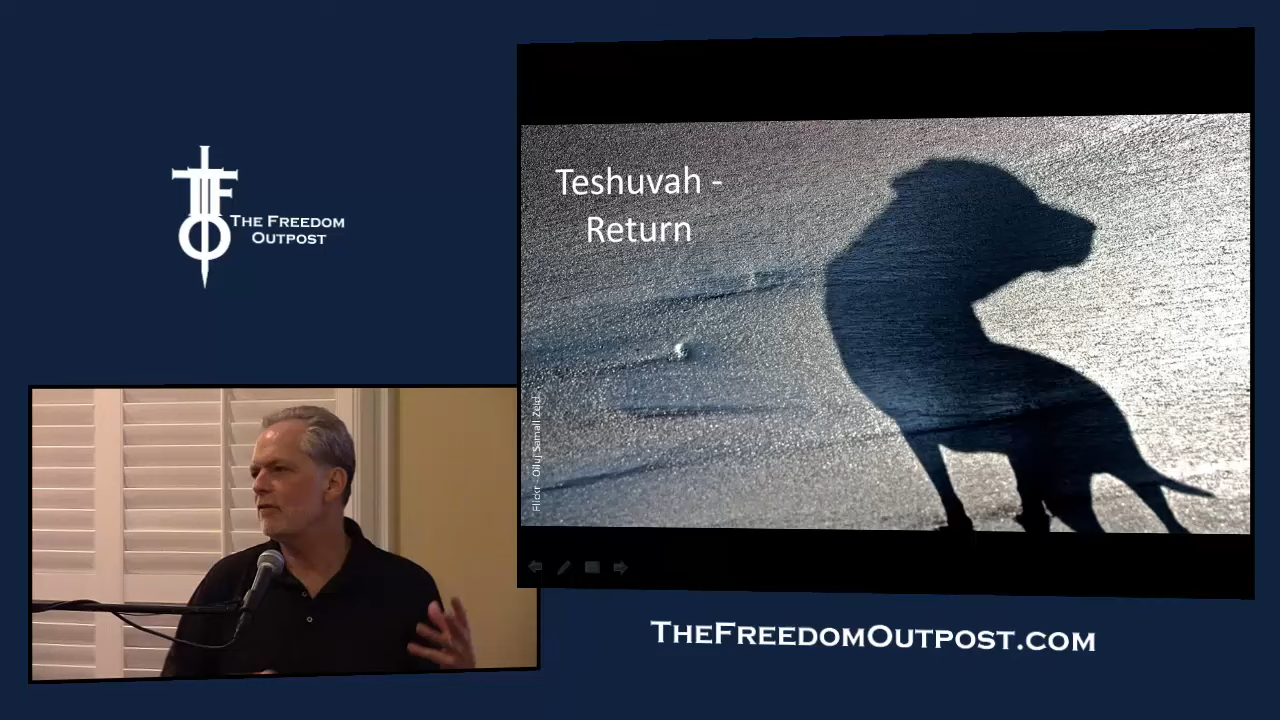 The Freedom
Outpost
Teshuvah -
Return
TheFreedomOutpost.com